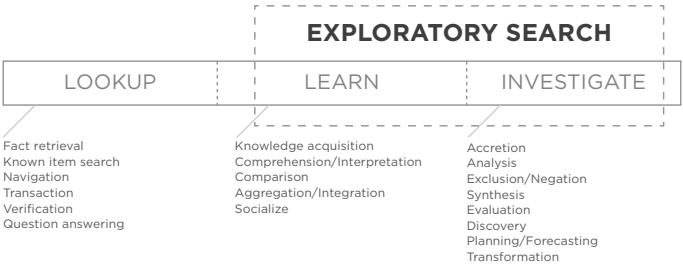 EXPLORATORY SEARCH
LOOKUP
LEARN
INVESTIGATE
Fact retrieval
Known item search
Navigation
Transaction
Verification
Question answering
Knowledge acquisition
Comprehension/Interpretation
Comparison
Aggregation/Integration
Socialize
Accretion
Analysis
Exclusion/Negation
Synthesis
Evaluation
Discovery
Planning/Forecasting
Transformation